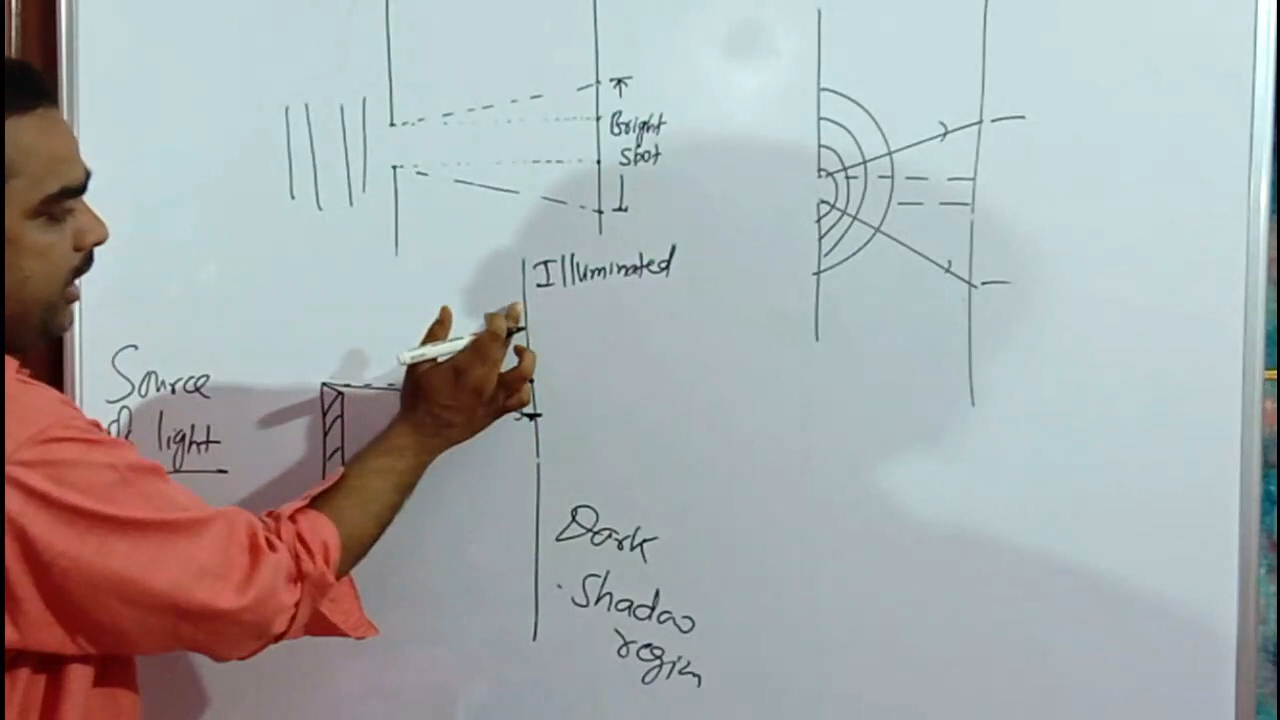 Bright
spot
Illuminated
Source
of light
Dark
Shadow
region